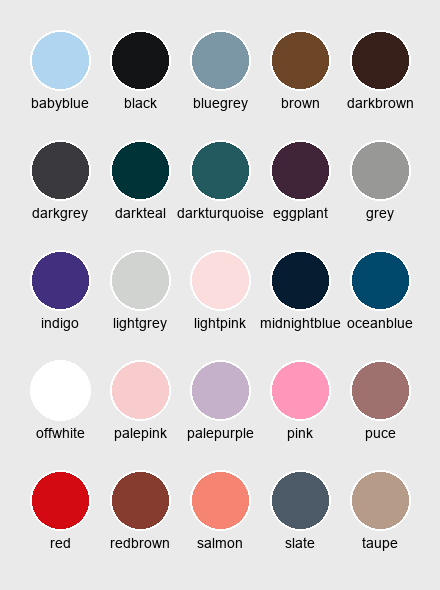 babyblue black bluegrey brown darkbrown
darkgrey darkteal darkturquoise eggplant grey
indigo lightgrey lightpink midnightblue oceanblue
offwhite palepink palepurple pink puce
red redbrown salmon slate taupe